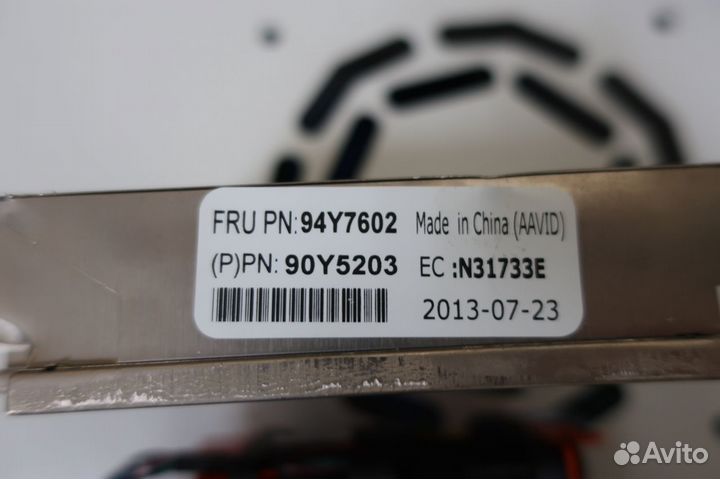 FRU PN: 94Y7602 Made in China (AAVID)
(P)PN: 90Y5203 EC :N31733E
2013-07-23
Avito